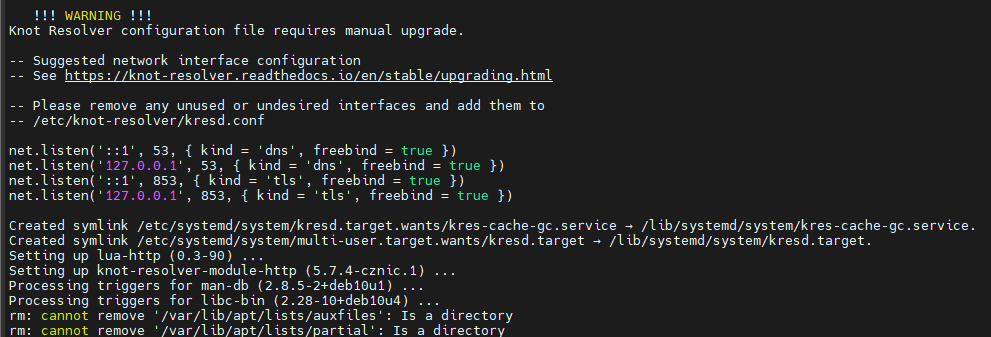 !!! WARNING !!!
Knot Resolver configuration file requires manual upgrade.
-- Suggested network interface configuration
-- See https://knot-resolver.readthedocs.io/en/stable/upgrading.html
-- Please remove any unused or undesired interfaces and add them to
-- /etc/knot-resolver/kresd.conf
net.listen('::1', 53, { kind = 'dns', freebind = true })
net.listen('127.0.0.1', 53, { kind = 'dns', freebind = true })
net.listen('::1', 853, { kind = 'tls', freebind = true })
net.listen('127.0.0.1', 853, { kind = 'tls', freebind = true })
Created symlink /etc/systemd/system/kresd.target.wants/kres-cache-gc.service → /lib/systemd/system/kres-cache-gc.service.
Created symlink /etc/systemd/system/multi-user.target.wants/kresd.target → /lib/systemd/system/kresd.target.
Setting up lua-http (0.3-90) ...
Setting up knot-resolver-module-http (5.7.4-cznic.1) ...
Processing triggers for man-db (2.8.5-2+deb10u1) ...
Processing triggers for libc-bin (2.28-10+deb10u4) ...
rm: cannot remove '/var/lib/apt/lists/auxfiles': Is a directory
rm: cannot remove '/var/lib/apt/lists/partial': Is a directory